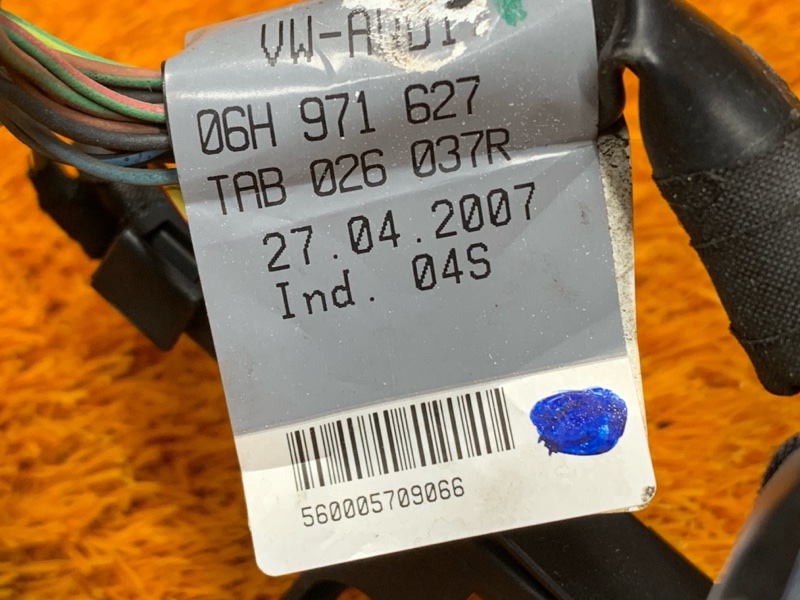 VW-AUDI
06H 971 627
TAB 026 037R
27.04.2007
Ind. 04S
560005709066